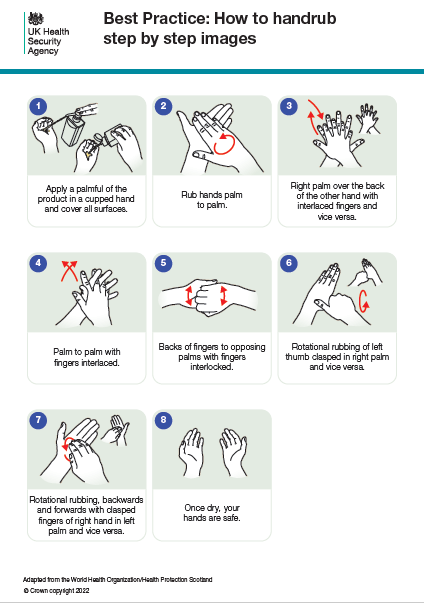 UK Health
Security
Agency
Best Practice: How to handrub
step by step images
1
Apply a palmful of the
product in a cupped hand
and cover all surfaces.
2
Rub hands palm
to palm.
3
Right palm over the back
of the other hand with
interlaced fingers and
vice versa.
4
Palm to palm with
fingers interlaced.
5
Backs of fingers to opposing
palms with fingers
interlocked.
6
Rotational rubbing of left
thumb clasped in right palm
and vice versa.
7
Rotational rubbing, backwards
and forwards with clasped
fingers of right hand in left
palm and vice versa.
8
Once dry, your
hands are safe.
Adapted from the World Health Organization/Health Protection Scotland
© Crown copyright 2022